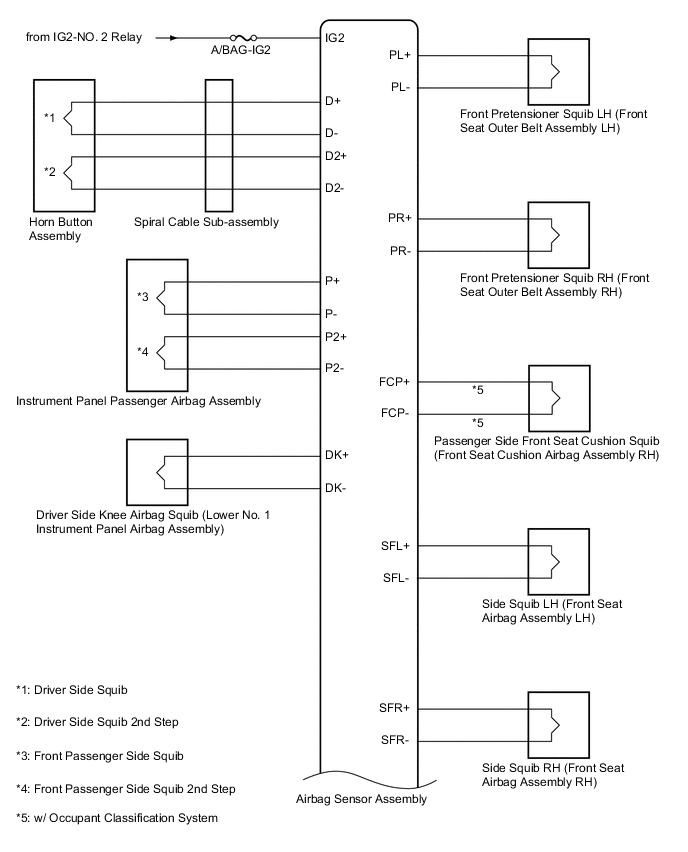 from IG2-NO. 2 Relay
A/BAG-IG2
IG2
*1
*2
D+
D-
D2+
D2-
Horn Button
Assembly
Spiral Cable Sub-assembly
*3
*4
P+
P-
P2+
P2-
Instrument Panel Passenger Airbag Assembly
DK+
DK-
Driver Side Knee Airbag Squib (Lower No. 1
Instrument Panel Airbag Assembly)
PL+
PL-
Front Pretensioner Squib LH (Front
Seat Outer Belt Assembly LH)
PR+
PR-
Front Pretensioner Squib RH (Front
Seat Outer Belt Assembly RH)
FCP+
*5
FCP-
*5
Passenger Side Front Seat Cushion Squib
(Front Seat Cushion Airbag Assembly RH)
SFL+
SFL-
Side Squib LH (Front Seat
Airbag Assembly LH)
SFR+
SFR-
Side Squib RH (Front Seat
Airbag Assembly RH)
Airbag Sensor Assembly
*1: Driver Side Squib
*2: Driver Side Squib 2nd Step
*3: Front Passenger Side Squib
*4: Front Passenger Side Squib 2nd Step
*5: w/ Occupant Classification System